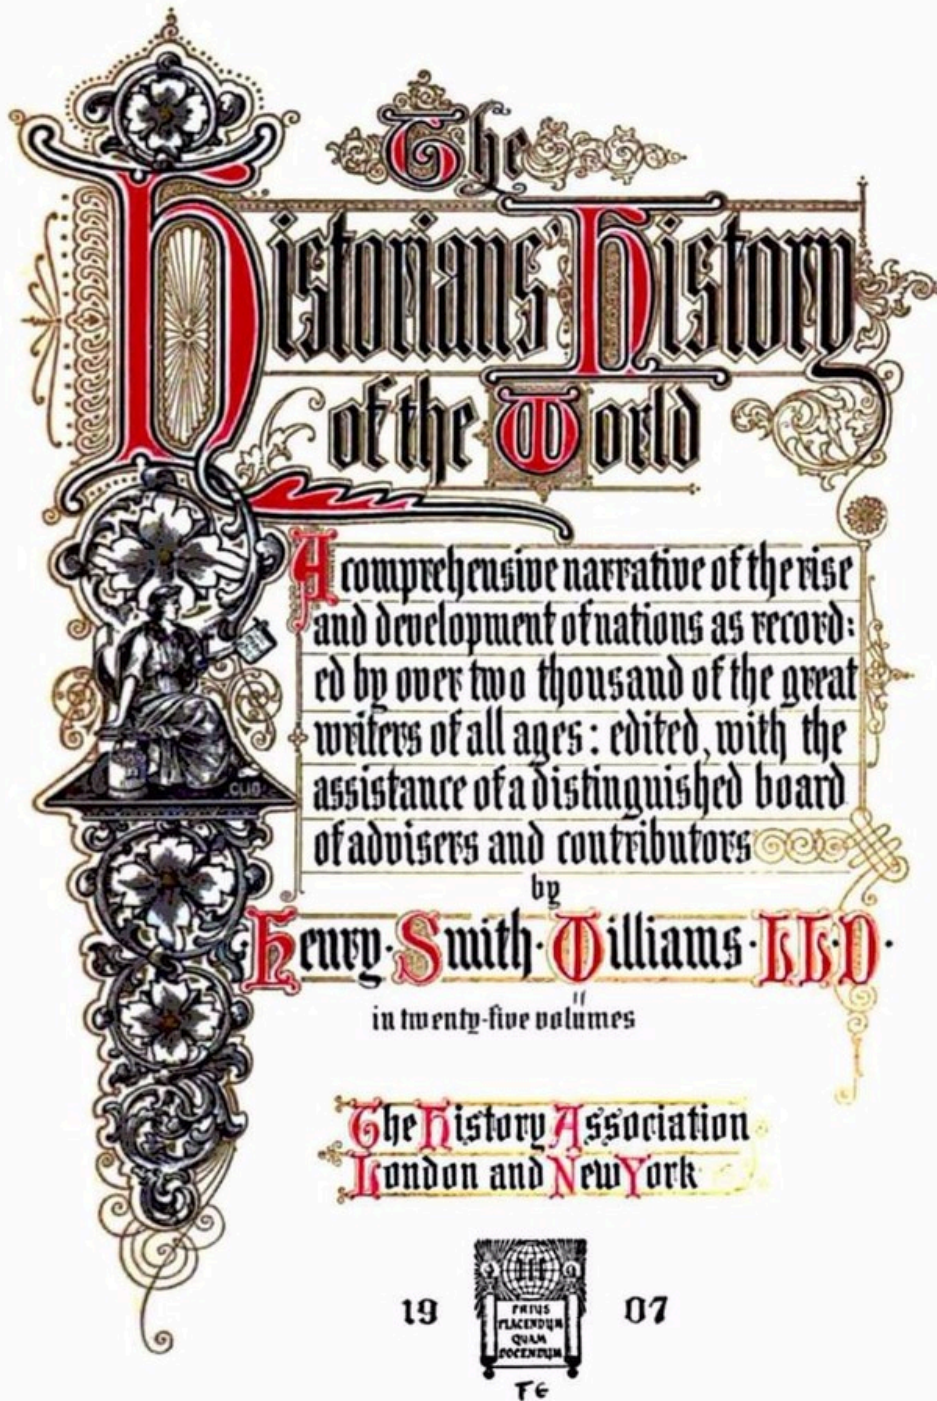 The
Historians' History
of the World
A comprehensive narrative of the rise
and development of nations as record:
ed by over two thousand of the great
writers of all ages: edited, with the
assistance of a distinguished board
of advisers and contributors
by
Henry · Smith · Williams · LL·D ·
in twenty-five volumes
The History Association
London and New York
19 07
PRIUS
PLACENDUM
QUAM
DOCENDUM
FG
CLIO